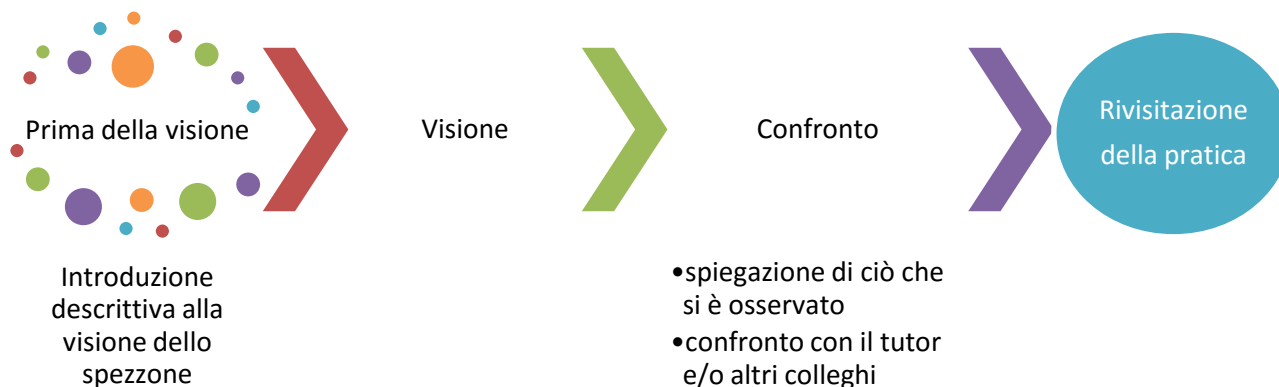 Prima della visione
Visione
Confronto
Rivisitazione
della pratica
Introduzione
descrittiva alla
visione dello
spezzone
•spiegazione di ciò che
si è osservato
•confronto con il tutor
e/o altri colleghi